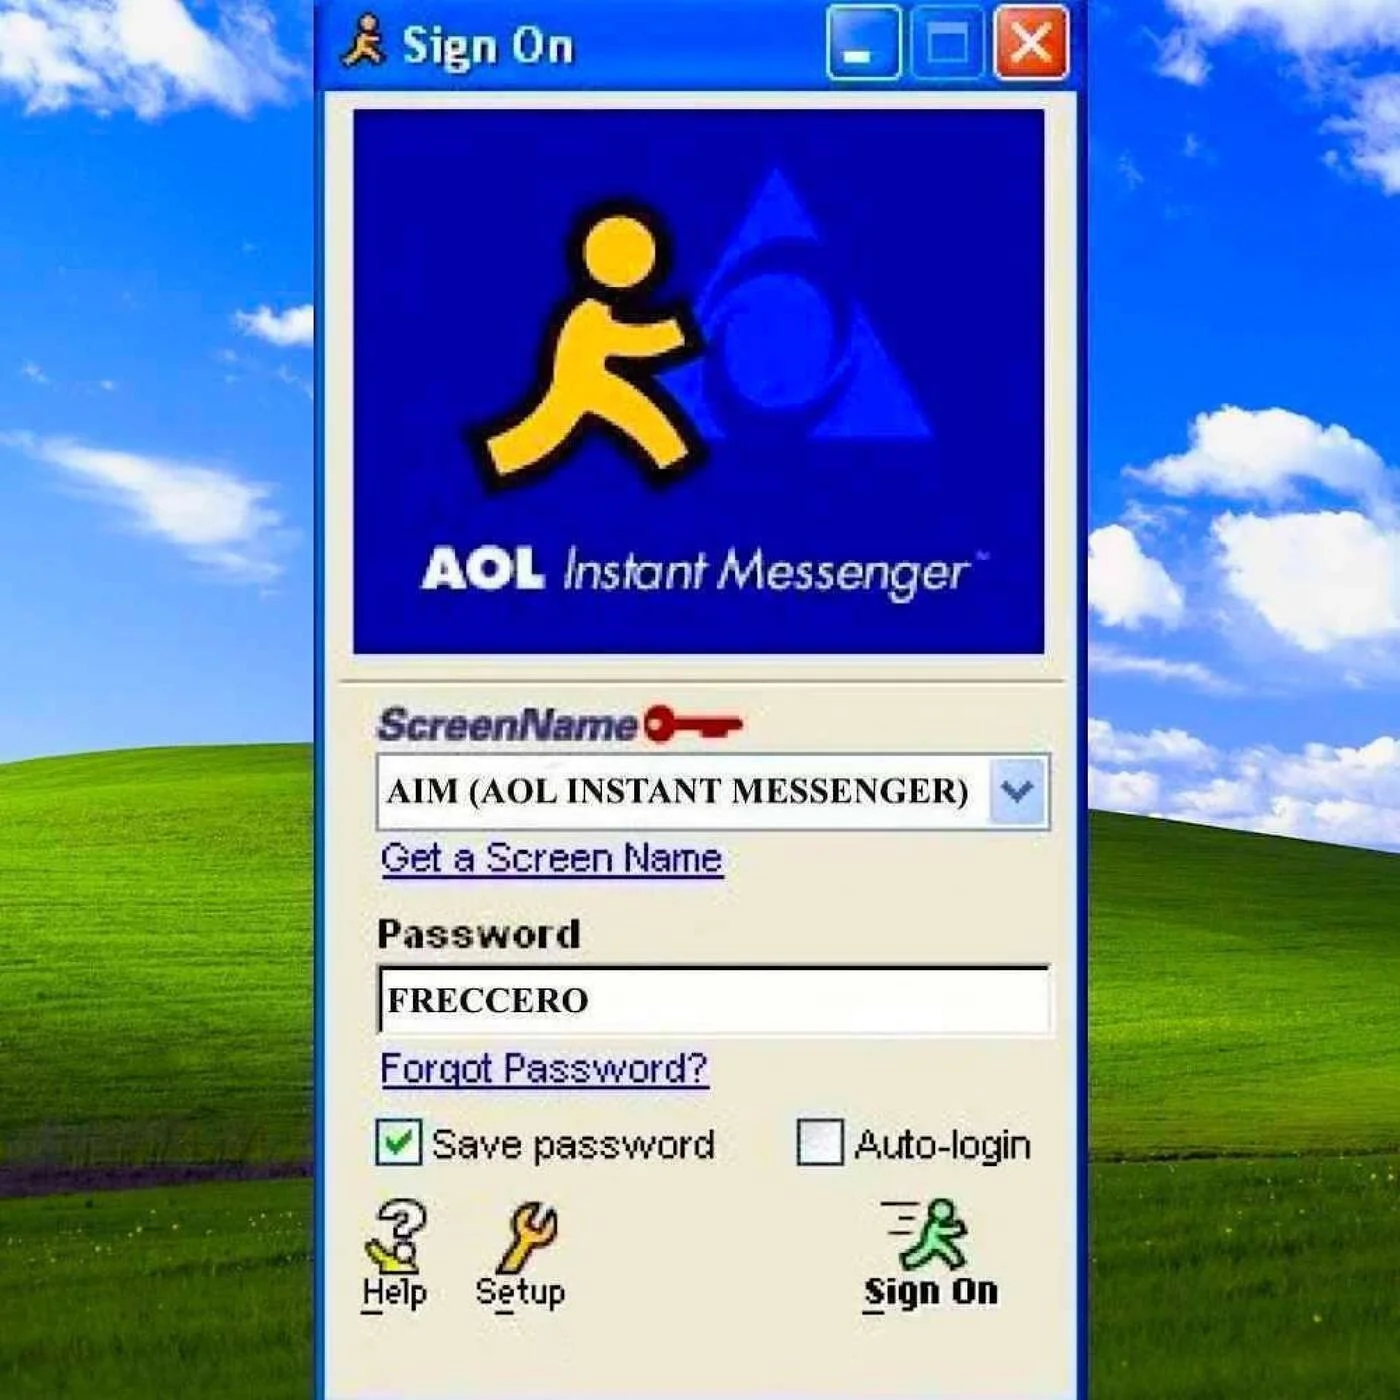 Sign On
AOL Instant Messenger™
ScreenName
AIM (AOL INSTANT MESSENGER)
Get a Screen Name
Password
FRECCERO
Forgot Password?
Save password Auto-login
Help Setup Sign On